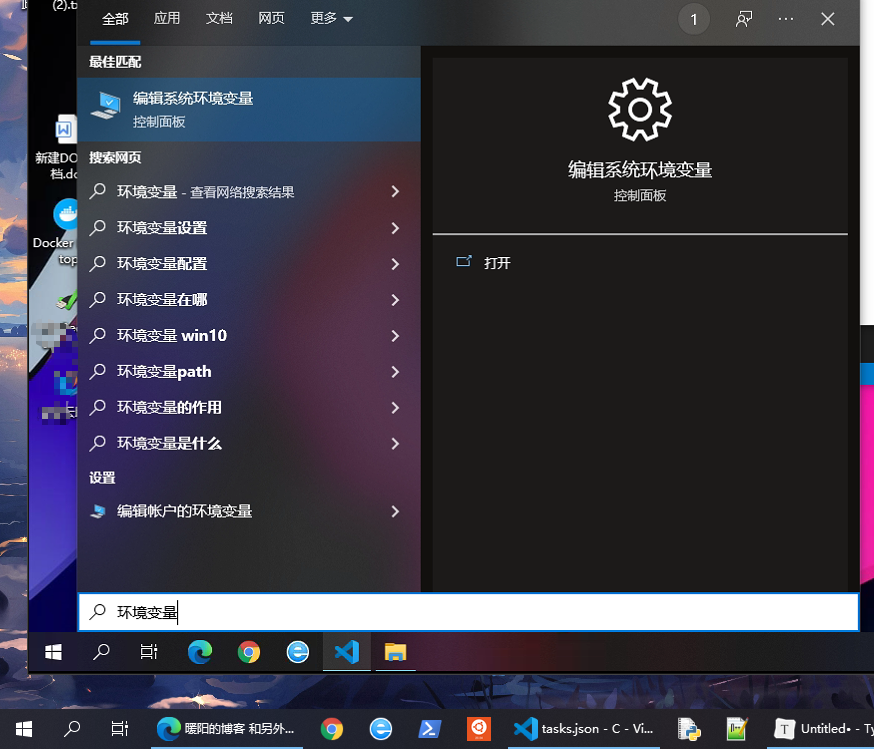 (2).t
全部 应用 文档 网页 更多 1
最佳匹配
编辑系统环境变量
控制面板
搜索网页
环境变量 - 查看网络搜索结果
环境变量设置
环境变量配置
环境变量在哪
环境变量 win10
环境变量path
环境变量的作用
环境变量是什么
设置
编辑帐户的环境变量
环境变量
编辑系统环境变量
控制面板
打开
新建DO
档.do
Docker
top
暖阳的博客 和另外...
tasks.json - C - Vi...
Untitled• - Ty